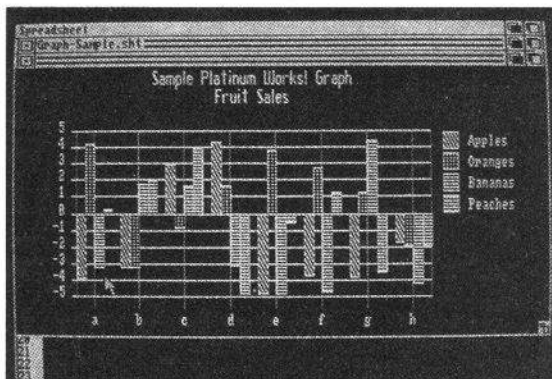 Spreadsheet
Graph-Sample.sht
Sample Platinum Works! Graph
Fruit Sales
5
4
3
2
1
0
-1
-2
-3
-4
-5
a b c d e f g h
Apples
Oranges
Bananas
Peaches